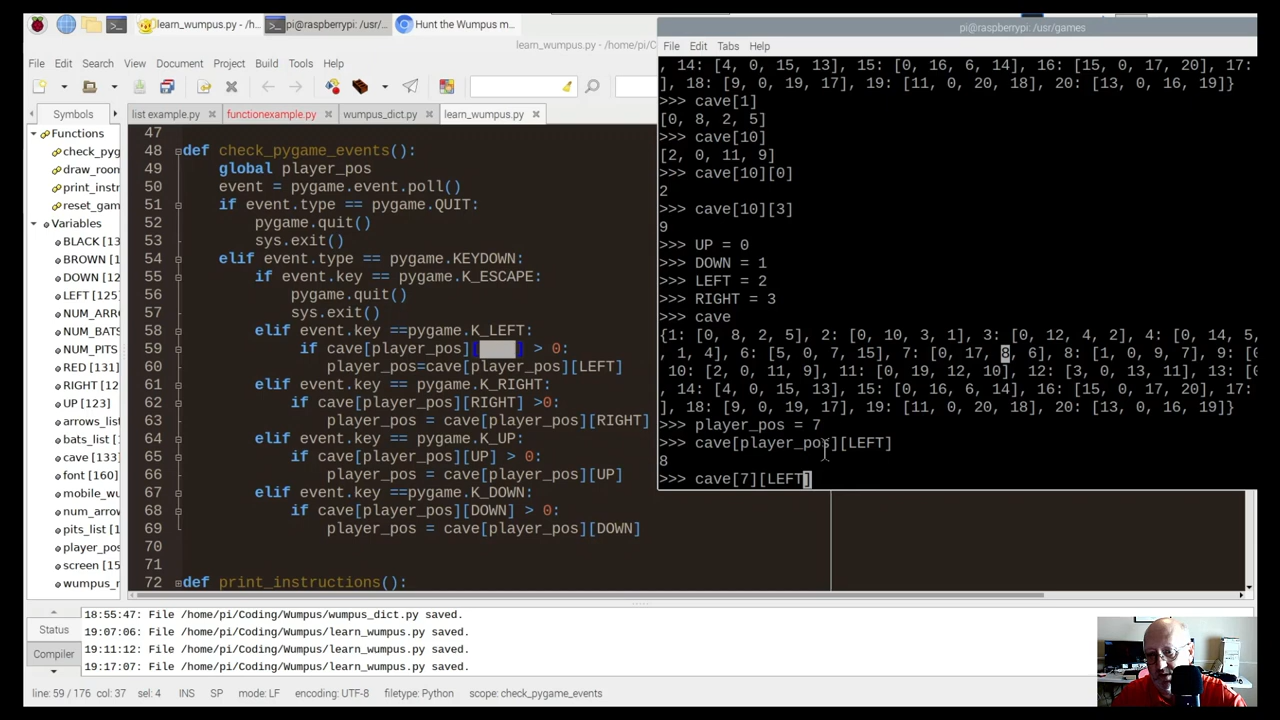 learn_wumpus.py - /h...
pi@raspberrypi: /usr/...
Hunt the Wumpus m...
learn_wumpus.py - /home/pi/C
File Edit Search View Document Project Build Tools Help
Symbols
list example.py
functionexample.py
wumpus_dict.py
learn_wumpus.py
Functions
check_pyg
draw_room
print_instr
reset_gam
Variables
BLACK [13
BROWN [
DOWN [12
LEFT [125]
NUM_ARR
NUM_BATS
NUM_PITS
RED [131]
RIGHT [12
UP [123]
arrows_list
bats_list [
cave [133]
font [144]
mobile_wu
pits_list [1
player_pos
screen [14
wumpus_n
47
48 def check_pygame_events():
49 global player_pos
50 event = pygame.event.poll()
51 if event.type == pygame.QUIT:
52 pygame.quit()
53 sys.exit()
54 elif event.type == pygame.KEYDOWN:
55 if event.key == pygame.K_ESCAPE:
56 pygame.quit()
57 sys.exit()
58 elif event.key ==pygame.K_LEFT:
59 if cave[player_pos][ ] > 0:
60 player_pos=cave[player_pos][LEFT]
61 elif event.key ==pygame.K_RIGHT:
62 if cave[player_pos][RIGHT] >0:
63 player_pos = cave[player_pos][RIGHT]
64 elif event.key ==pygame.K_UP:
65 if cave[player_pos][UP] > 0:
66 player_pos = cave[player_pos][UP]
67 elif event.key ==pygame.K_DOWN:
68 if cave[player_pos][DOWN] > 0:
69 player_pos = cave[player_pos][DOWN]
70
71
72 def print_instructions():
pi@raspberrypi: /usr/games
File Edit Tabs Help
, 14: [4, 0, 15, 13], 15: [0, 16, 6, 14], 16: [15, 0, 17, 20], 17:
], 18: [9, 0, 19, 17], 19: [11, 0, 20, 18], 20: [13, 0, 16, 19]}
>>> cave[1]
[0, 8, 2, 5]
>>> cave[10]
[2, 0, 11, 9]
>>> cave[10][0]
2
>>> cave[10][3]
9
>>> UP = 0
>>> DOWN = 1
>>> LEFT = 2
>>> RIGHT = 3
>>> cave
{1: [0, 8, 2, 5], 2: [0, 10, 3, 1], 3: [0, 12, 4, 2], 4: [0, 14, 5,
, 1, 4], 6: [5, 0, 7, 15], 7: [0, 17, 8, 6], 8: [1, 0, 9, 7], 9: [0
10: [2, 0, 11, 9], 11: [0, 19, 12, 10], 12: [3, 0, 13, 11], 13: [0
, 14: [4, 0, 15, 13], 15: [0, 16, 6, 14], 16: [15, 0, 17, 20], 17:
], 18: [9, 0, 19, 17], 19: [11, 0, 20, 18], 20: [13, 0, 16, 19]}
>>> player_pos = 7
>>> cave[player_pos][LEFT]
8
>>> cave[7][LEFT]
Status
Compiler
18:55:47: File /home/pi/Coding/Wumpus/wumpus_dict.py saved.
19:07:06: File /home/pi/Coding/Wumpus/learn_wumpus.py saved.
19:11:12: File /home/pi/Coding/Wumpus/learn_wumpus.py saved.
19:17:07: File /home/pi/Coding/Wumpus/learn_wumpus.py saved.
line: 59 / 176 col: 37 sel: 4 INS SP mode: LF encoding: UTF-8 filetype: Python scope: check_pygame_events